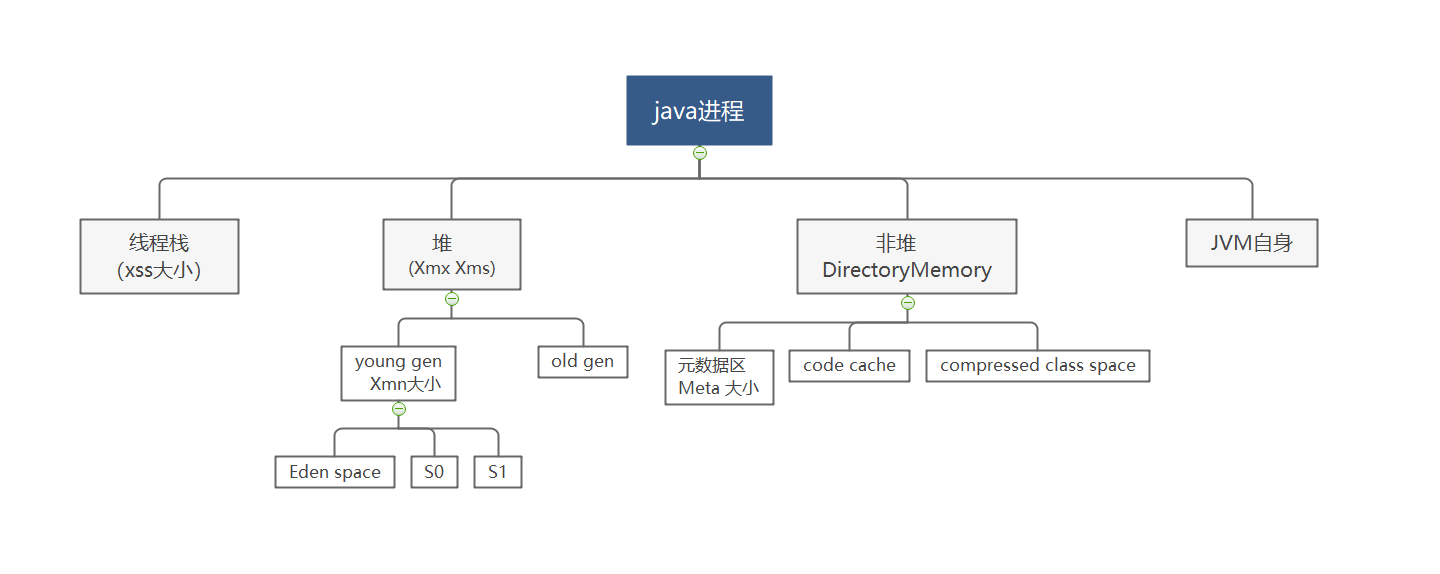 java进程
线程栈
(xss大小)
堆
(Xmx Xms)
非堆
DirectoryMemory
JVM自身
young gen
Xmn大小
old gen
元数据区
Meta 大小
code cache
compressed class space
Eden space
S0
S1